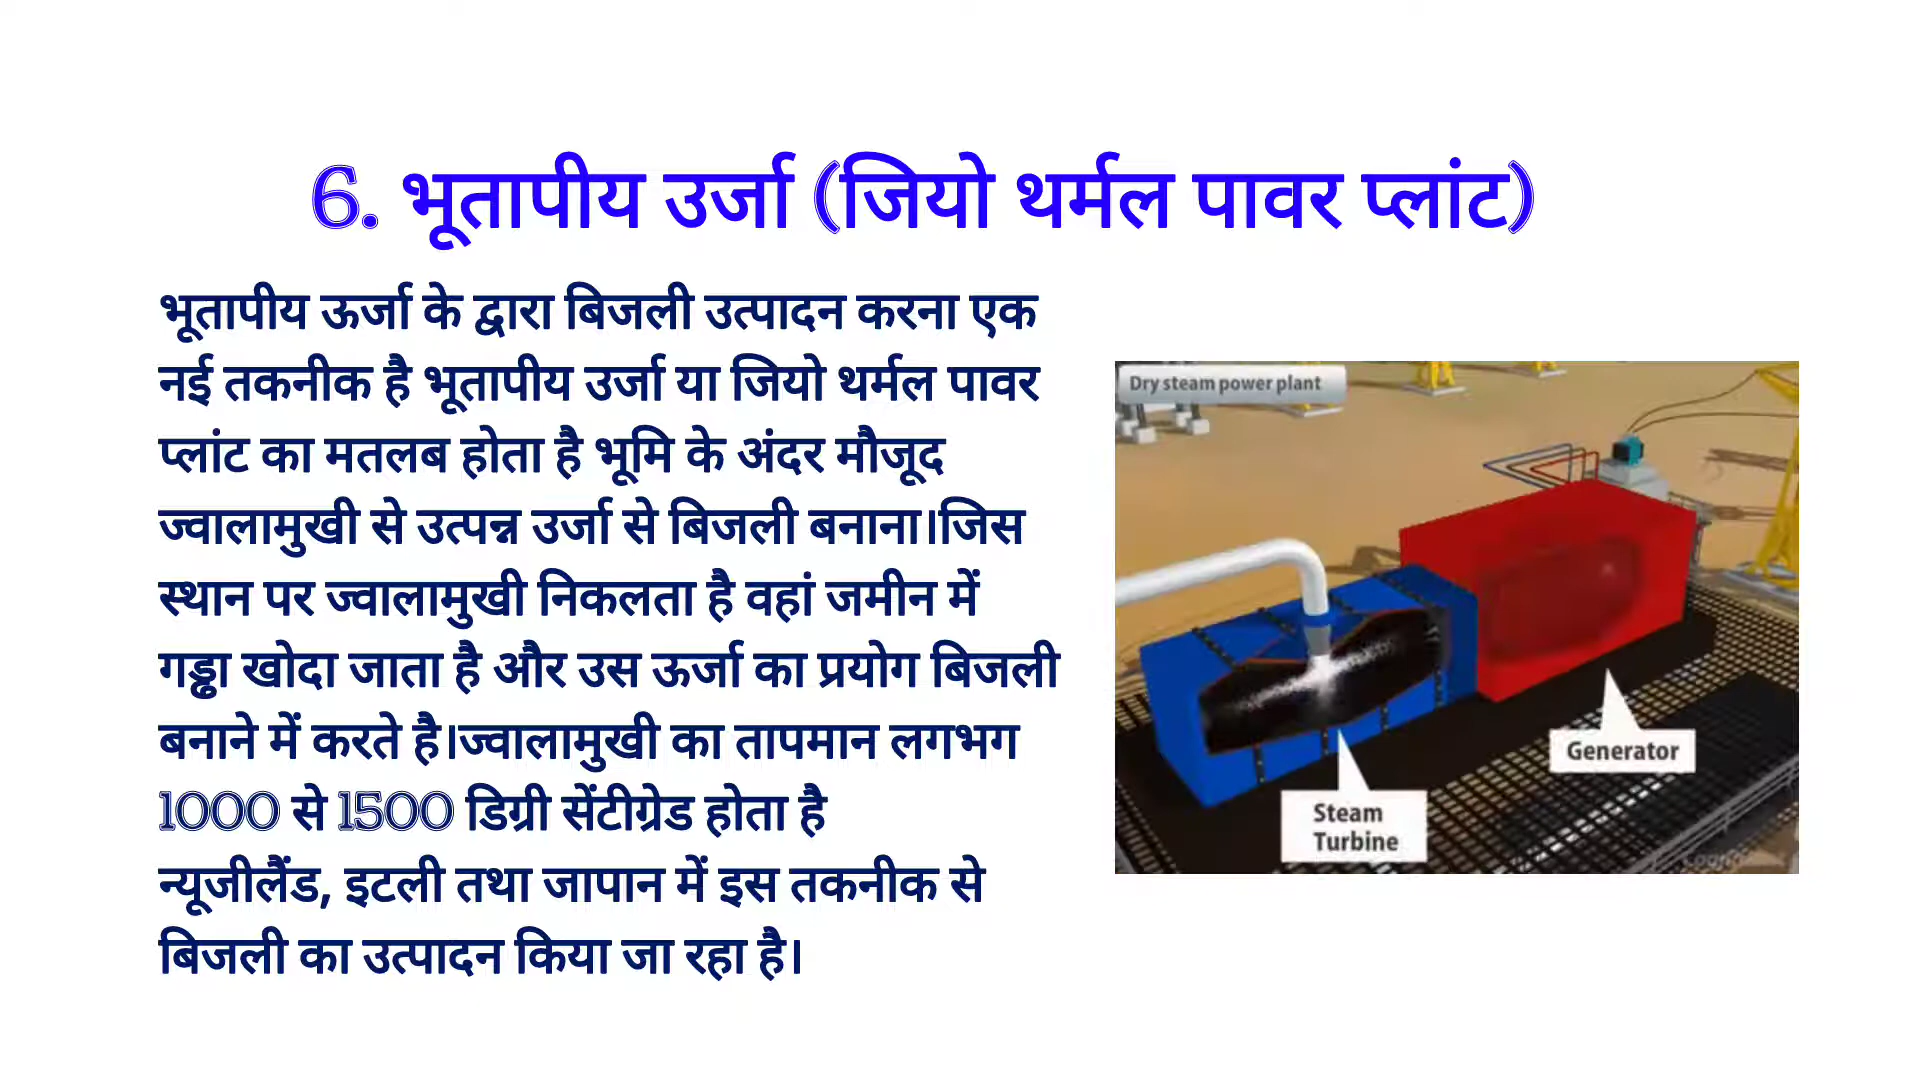 6. भूतापीय उर्जा (जियो थर्मल पावर प्लांट)
भूतापीय ऊर्जा के द्वारा बिजली उत्पादन करना एक
नई तकनीक है भूतापीय उर्जा या जियो थर्मल पावर
प्लांट का मतलब होता है भूमि के अंदर मौजूद
ज्वालामुखी से उत्पन्न उर्जा से बिजली बनाना।जिस
स्थान पर ज्वालामुखी निकलता है वहां जमीन में
गड्ढा खोदा जाता है और उस ऊर्जा का प्रयोग बिजली
बनाने में करते है।ज्वालामुखी का तापमान लगभग
1000 से 1500 डिग्री सेंटीग्रेड होता है
न्यूजीलैंड, इटली तथा जापान में इस तकनीक से
बिजली का उत्पादन किया जा रहा है।
Dry steam power plant
Generator
Steam
Turbine